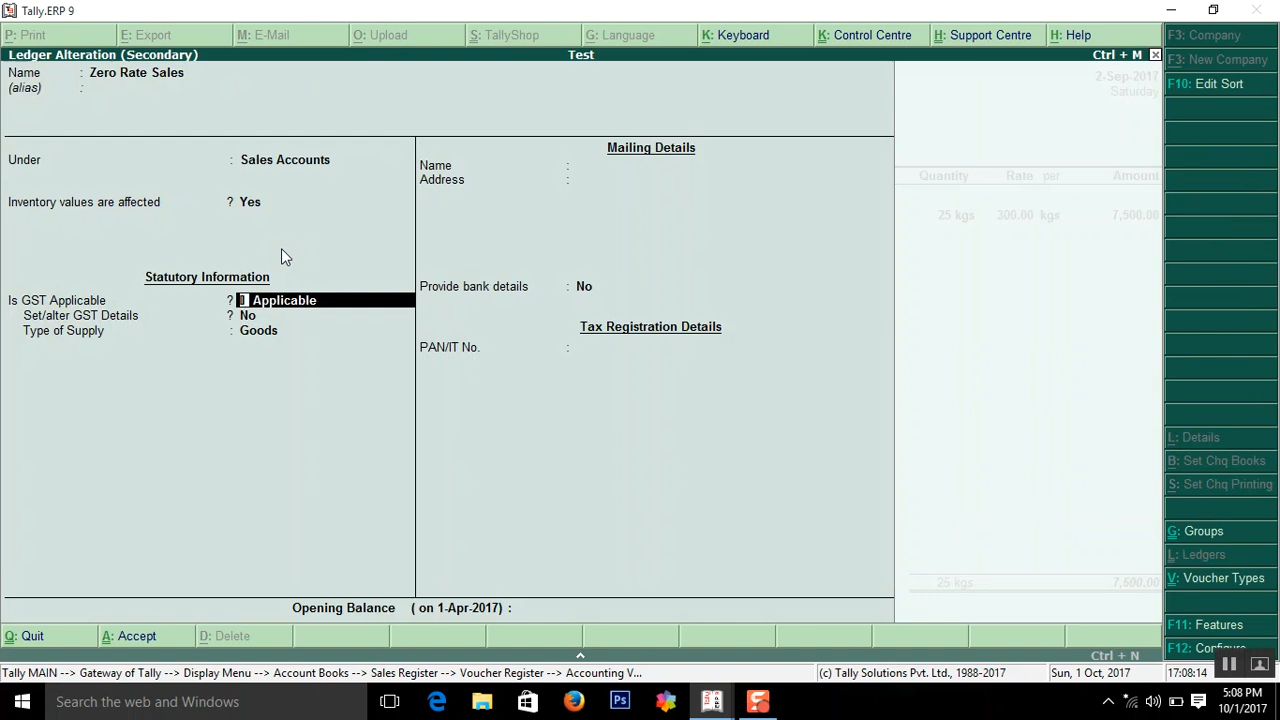 Tally.ERP 9
P: Print
E: Export
M: E-Mail
O: Upload
S: TallyShop
G: Language
K: Keyboard
K: Control Centre
H: Support Centre
H: Help
F3: Company
Ledger Alteration (Secondary)
Test
Ctrl + M
F3: New Company
Name : Zero Rate Sales
(alias) :
2-Sep-2017
Saturday
F10: Edit Sort
Under : Sales Accounts
Inventory values are affected ? Yes
Statutory Information
Is GST Applicable ? Applicable
Set/alter GST Details ? No
Type of Supply : Goods
Mailing Details
Name :
Address :
Provide bank details : No
Tax Registration Details
PAN/IT No. :
Quantity Rate per Amount
25 kgs 300.00 kgs 7,500.00
25 kgs 7,500.00
L: Details
B: Set Chq Books
S: Set Chq Printing
G: Groups
L: Ledgers
V: Voucher Types
F11: Features
F12: Configure
Opening Balance ( on 1-Apr-2017) :
Q: Quit
A: Accept
D: Delete
Ctrl + N
Tally MAIN --> Gateway of Tally --> Display Menu --> Account Books --> Sales Register --> Voucher Register --> Accounting V...
(c) Tally Solutions Pvt. Ltd., 1988-2017
Sun, 1 Oct, 2017
17:08:14
Search the web and Windows
5:08 PM
10/1/2017